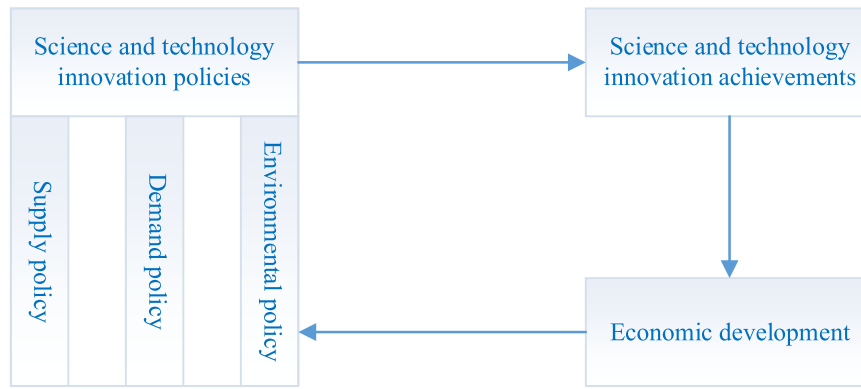 Science and technology
innovation policies
Science and technology
innovation achievements
Supply policy
Demand policy
Environmental policy
Economic development